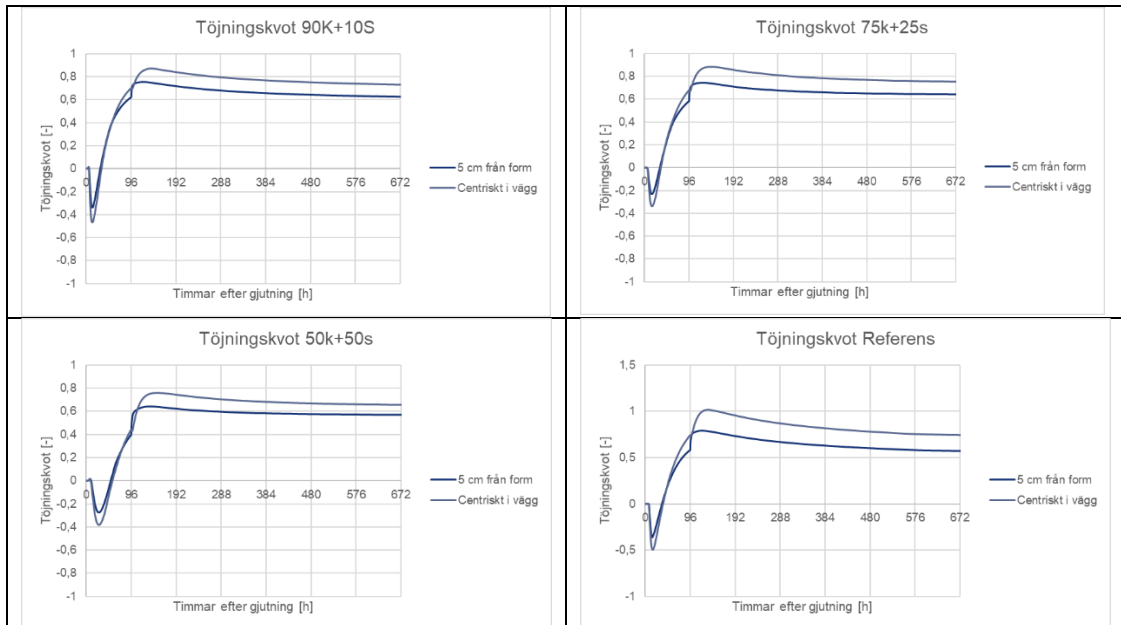 Töjningskvot 90K+10S
1
0,8
0,6
0,4
0,2
0
-0,2
-0,4
-0,6
-0,8
-1
Töjningskvot [-]
0 96 192 288 384 480 576 672
Timmar efter gjutning [h]
5 cm från form
Centriskt i vägg
Töjningskvot 75k+25s
1
0,8
0,6
0,4
0,2
0
-0,2
-0,4
-0,6
-0,8
-1
Töjningskvot [-]
0 96 192 288 384 480 576 672
Timmar efter gjutning [h]
5 cm från form
Centriskt i vägg
Töjningskvot 50k+50s
1
0,8
0,6
0,4
0,2
0
-0,2
-0,4
-0,6
-0,8
-1
Töjningskvot [-]
0 96 192 288 384 480 576 672
Timmar efter gjutning [h]
5 cm från form
Centriskt i vägg
Töjningskvot Referens
1,5
1
0,5
0
-0,5
-1
Töjningskvot [-]
0 96 192 288 384 480 576 672
Timmar efter gjutning [h]
5 cm från form
Centriskt i vägg